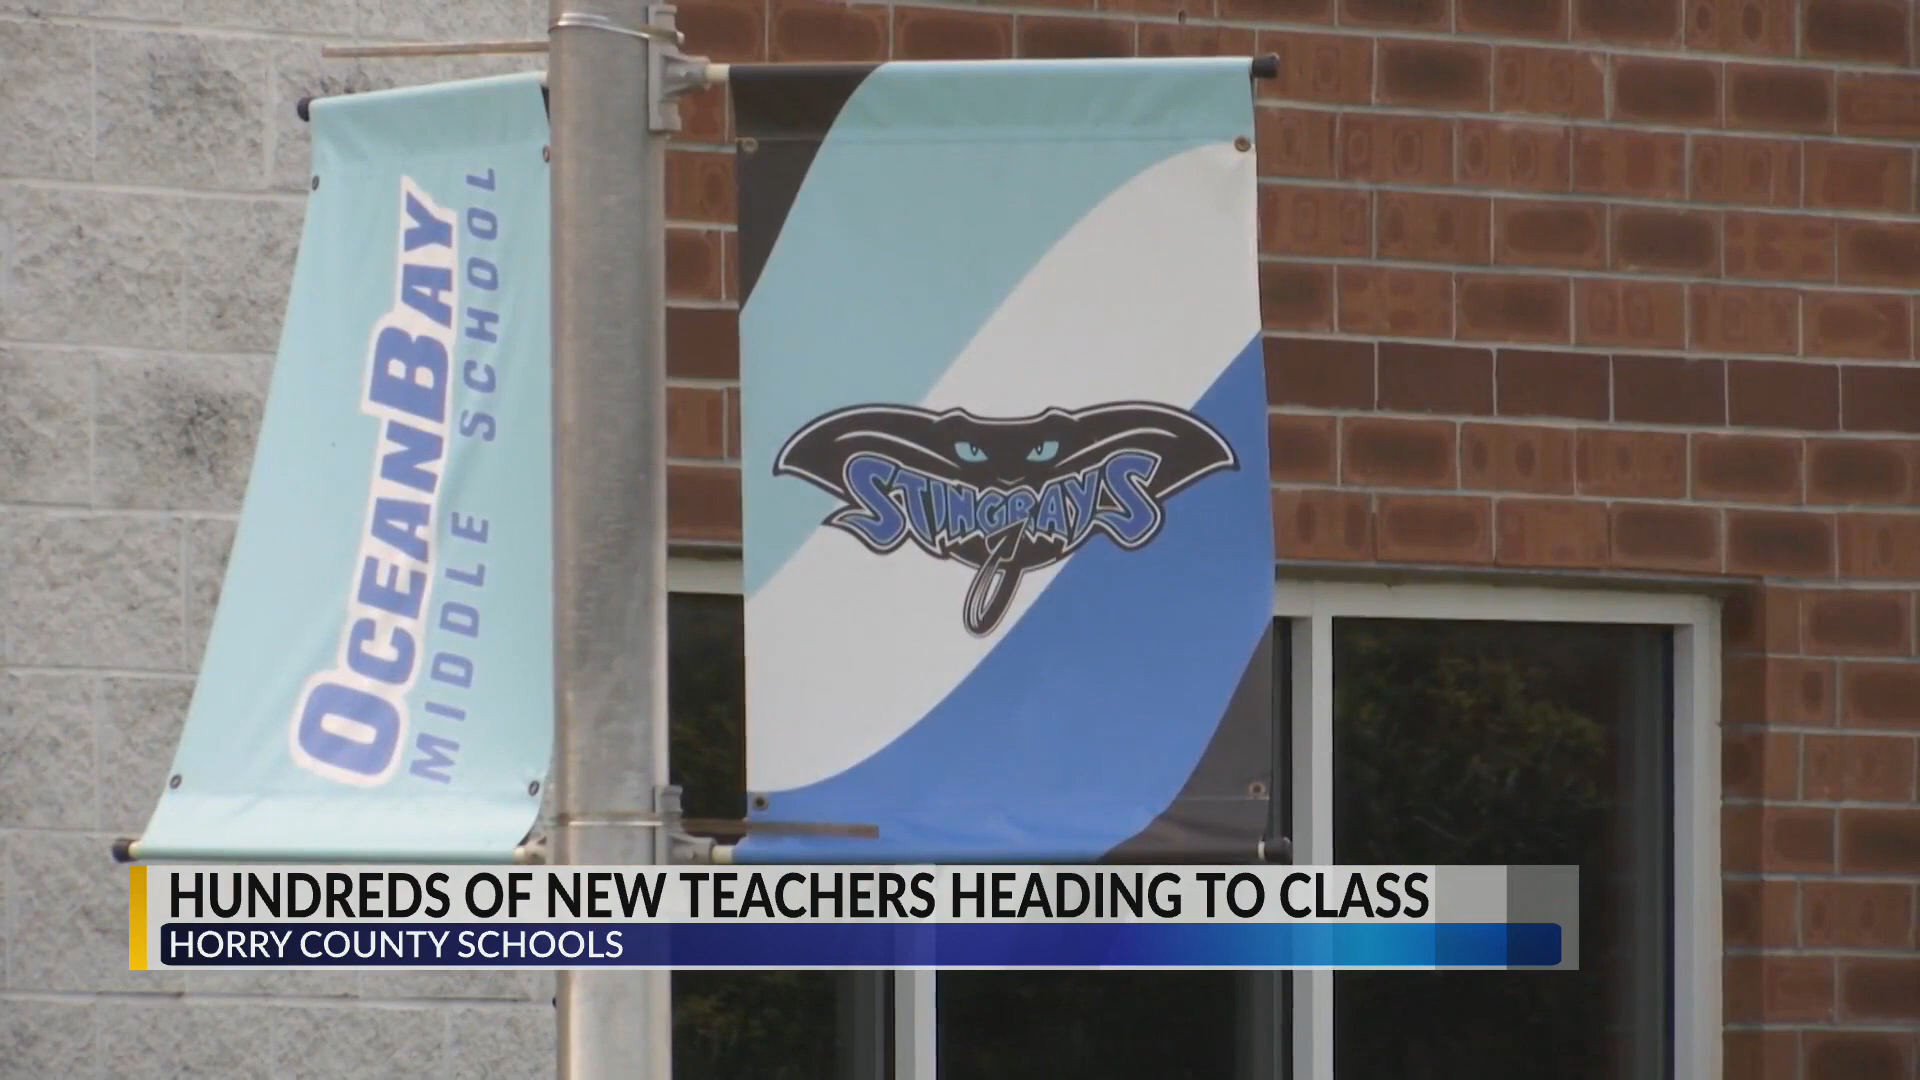 OCEANBAY
MIDDLE SCHOOL
STINGRAYS
HUNDREDS OF NEW TEACHERS HEADING TO CLASS
HORRY COUNTY SCHOOLS